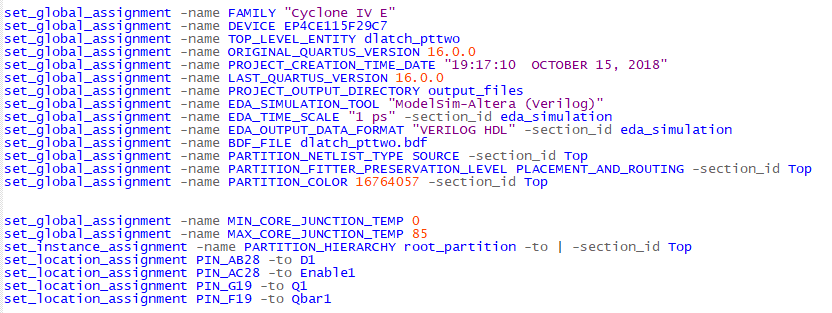 set_global_assignment -name FAMILY "Cyclone IV E"
set_global_assignment -name DEVICE EP4CE115F29C7
set_global_assignment -name TOP_LEVEL_ENTITY dlatch_pttwo
set_global_assignment -name ORIGINAL_QUARTUS_VERSION 16.0.0
set_global_assignment -name PROJECT_CREATION_TIME_DATE "19:17:10  OCTOBER 15, 2018"
set_global_assignment -name LAST_QUARTUS_VERSION 16.0.0
set_global_assignment -name PROJECT_OUTPUT_DIRECTORY output_files
set_global_assignment -name EDA_SIMULATION_TOOL "ModelSim-Altera (Verilog)"
set_global_assignment -name EDA_TIME_SCALE "1 ps" -section_id eda_simulation
set_global_assignment -name EDA_OUTPUT_DATA_FORMAT "VERILOG HDL" -section_id eda_simulation
set_global_assignment -name BDF_FILE dlatch_pttwo.bdf
set_global_assignment -name PARTITION_NETLIST_TYPE SOURCE -section_id Top
set_global_assignment -name PARTITION_FITTER_PRESERVATION_LEVEL PLACEMENT_AND_ROUTING -section_id Top
set_global_assignment -name PARTITION_COLOR 16764057 -section_id Top
set_global_assignment -name MIN_CORE_JUNCTION_TEMP 0
set_global_assignment -name MAX_CORE_JUNCTION_TEMP 85
set_instance_assignment -name PARTITION_HIERARCHY root_partition -to | -section_id Top
set_location_assignment PIN_AB28 -to D1
set_location_assignment PIN_AC28 -to Enable1
set_location_assignment PIN_G19 -to Q1
set_location_assignment PIN_F19 -to Qbar1